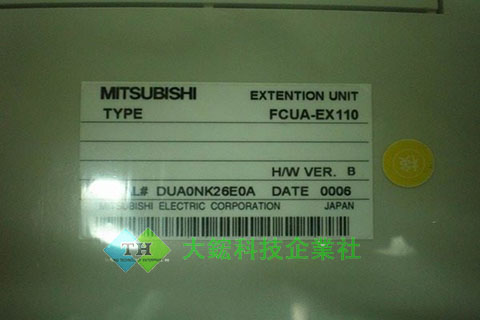 MITSUBISHI EXTENTION UNIT
TYPE FCUA-EX110
H/W VER. B
AL# DUA0NK26E0A DATE 0006
MITSUBISHI ELECTRIC CORPORATION JAPAN
TH 大鋐科技企業社